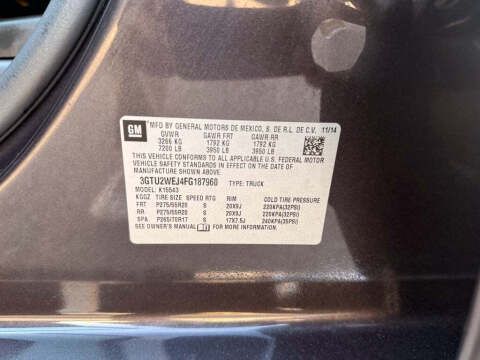 GM MFD BY GENERAL MOTORS DE MEXICO, S. DE R.L. DE C.V. 11/14
GVWR GAWR FRT GAWR RR
3266 KG 1792 KG 1792 KG
7200 LB 3950 LB 3950 LB
THIS VEHICLE CONFORMS TO ALL APPLICABLE U.S. FEDERAL MOTOR
VEHICLE SAFETY STANDARDS IN EFFECT ON THE DATE OF
MANUFACTURE SHOWN ABOVE.
3GTU2WEJ4FG187960 TYPE: TRUCK
MODEL: K15543
KGGZ TIRE SIZE SPEED RTG RIM COLD TIRE PRESSURE
FRT P275/55R20 S 20X9J 220KPA(32PSI)
RR P275/55R20 S 20X9J 220KPA(32PSI)
SPA P265/70R17 S 17X7.5J 240KPA(35PSI)
SEE OWNER'S MANUAL FOR MORE INFORMATION.